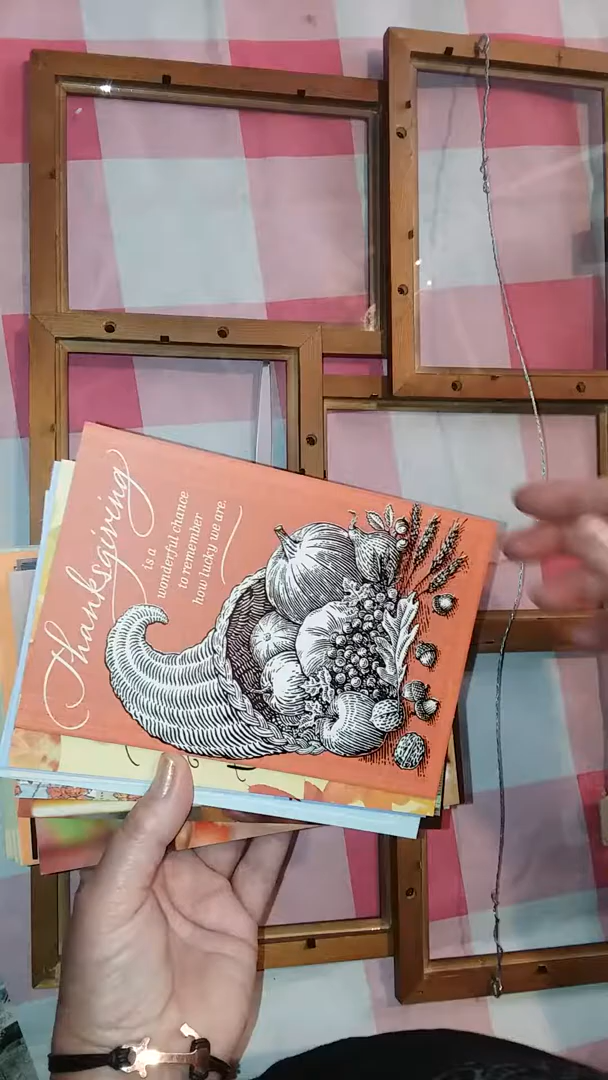 Thanksgiving
is a
wonderful chance
to remember
how lucky we are.